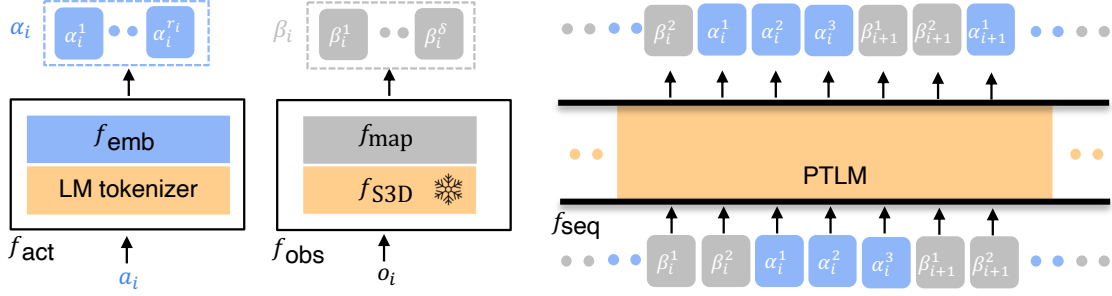 α_i α_i^1 α_i^{r_i}
f_emb
LM tokenizer
f_act
a_i
β_i β_i^1 β_i^δ
f_map
f_S3D
f_obs
o_i
β_i^2 α_i^1 α_i^2 α_i^3 β_{i+1}^1 β_{i+1}^2 α_{i+1}^1
PTLM
f_seq
β_i^1 β_i^2 α_i^1 α_i^2 α_i^3 β_{i+1}^1 β_{i+1}^2